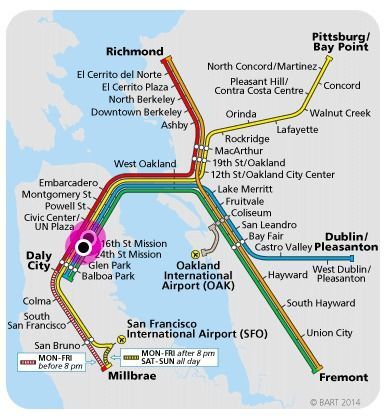 Richmond
El Cerrito del Norte
El Cerrito Plaza
North Berkeley
Downtown Berkeley
Ashby
Pittsburg/
Bay Point
North Concord/Martinez
Pleasant Hill/
Contra Costa Centre
Concord
Walnut Creek
Lafayette
Orinda
Rockridge
MacArthur
19th St/Oakland
12th St/Oakland City Center
West Oakland
Embarcadero
Montgomery St
Powell St
Civic Center/
UN Plaza
16th St Mission
24th St Mission
Glen Park
Balboa Park
Daly
City
Colma
South
San Francisco
San Bruno
Lake Merritt
Fruitvale
Coliseum
San Leandro
Bay Fair
Castro Valley
Dublin/
Pleasanton
West Dublin/
Pleasanton
Oakland
International
Airport (OAK)
Hayward
South Hayward
Union City
Fremont
San Francisco
International Airport (SFO)
MON-FRI
before 8 pm
MON-FRI after 8 pm
SAT-SUN all day
Millbrae
© BART 2014